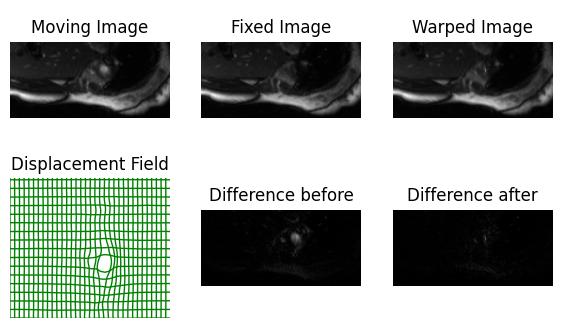 Moving Image
Fixed Image
Warped Image
Displacement Field
Difference before
Difference after